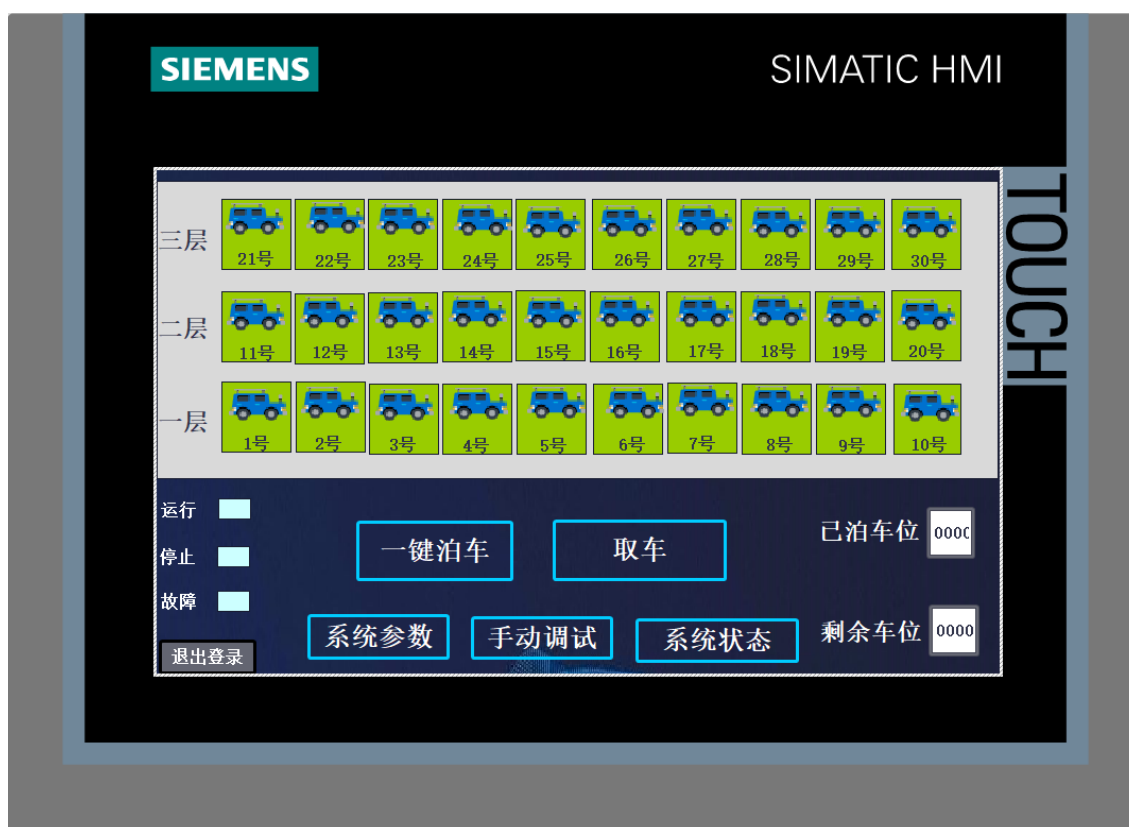 SIEMENS
SIMATIC HMI
TOUCH
三层
21号 22号 23号 24号 25号 26号 27号 28号 29号 30号
二层
11号 12号 13号 14号 15号 16号 17号 18号 19号 20号
一层
1号 2号 3号 4号 5号 6号 7号 8号 9号 10号
运行
停止
故障
退出登录
一键泊车
取车
系统参数
手动调试
系统状态
已泊车位 0000
剩余车位 0000